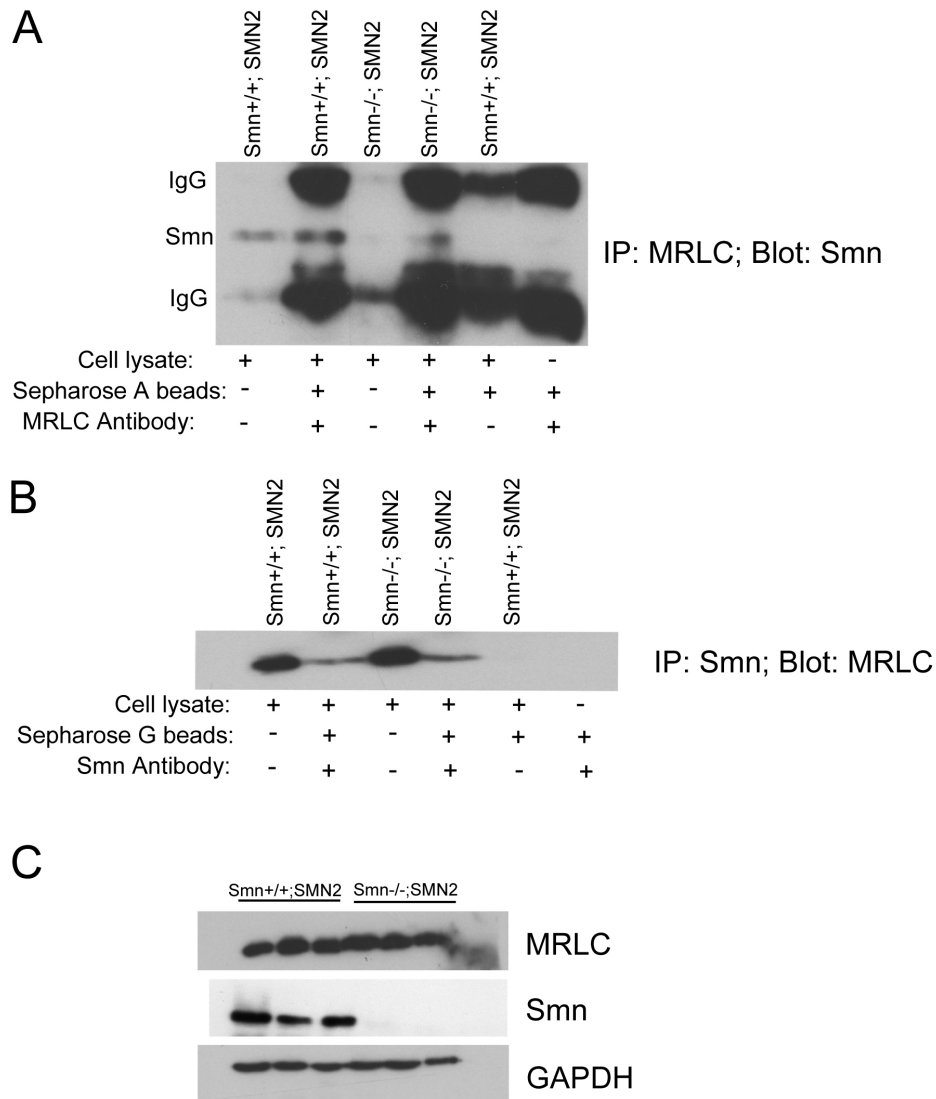 A
Smn+/+; SMN2
Smn+/+; SMN2
Smn-/-; SMN2
Smn-/-; SMN2
Smn+/+; SMN2
IgG
Smn
IgG
IP: MRLC; Blot: Smn
Cell lysate: + + + + + -
Sepharose A beads: - + - + + +
MRLC Antibody: - + - + - +
B
Smn+/+; SMN2
Smn+/+; SMN2
Smn-/-; SMN2
Smn-/-; SMN2
Smn+/+; SMN2
IP: Smn; Blot: MRLC
Cell lysate: + + + + + -
Sepharose G beads: - + - + + +
Smn Antibody: - + - + - +
C
Smn+/+;SMN2 Smn-/-;SMN2
MRLC
Smn
GAPDH